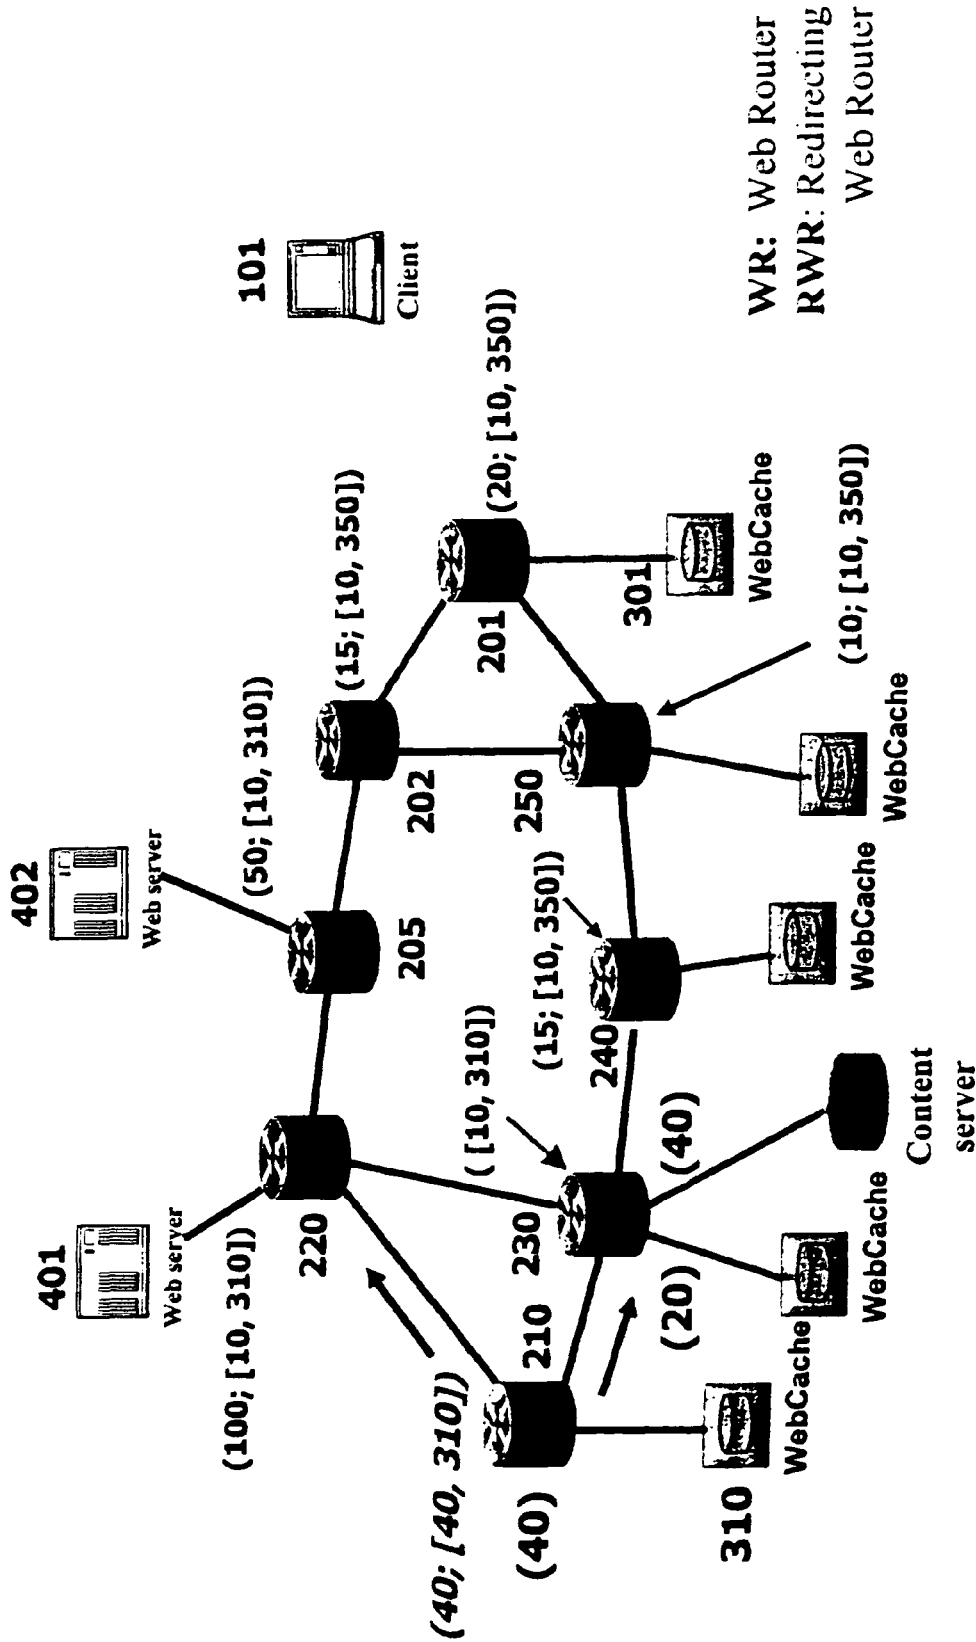 401
Web server
402
Web server
101
Client
(100; [10, 310])
220
(50; [10, 310])
205
(15; [10, 350])
202
(20; [10, 350])
201
(40; [40, 310])
(40)
210
( [10, 310])
230
(15; [10, 350])
240
250
301
WebCache
310
WebCache
(20)
WebCache
(40)
Content
server
WebCache
WebCache
(10; [10, 350])
WR: Web Router
RWR: Redirecting
Web Router